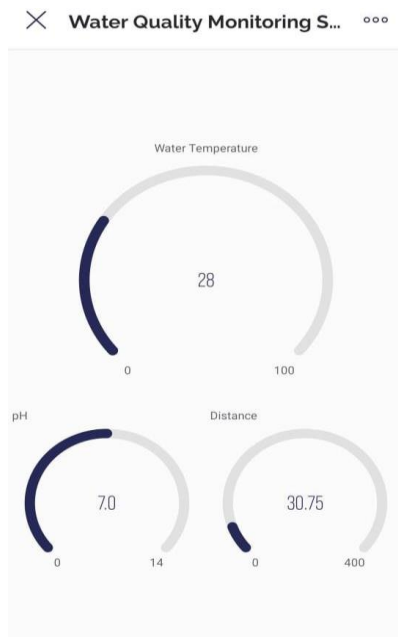 Water Quality Monitoring S...
Water Temperature
28
0 100
pH Distance
7.0 30.75
0 14 0 400